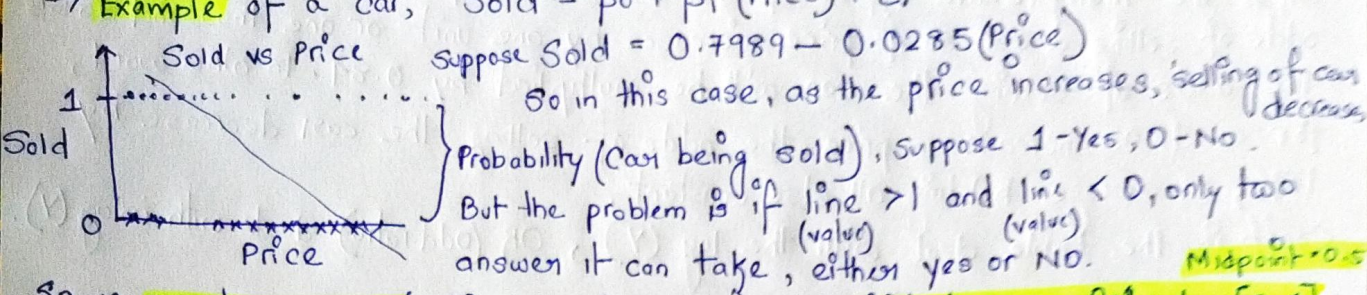 Example of a Car, Sold
Sold vs Price
Suppose Sold = 0.7989 - 0.0285(Price)
1
So in this case, as the price increases, selling of car decreases
Sold
Probability (Car being sold), suppose 1-Yes, 0-No.
But the problem is if line >1 and line < 0, only too
(value) (value)
0
Price
answer it can take, either yes or NO.
Midpoint = 0.5